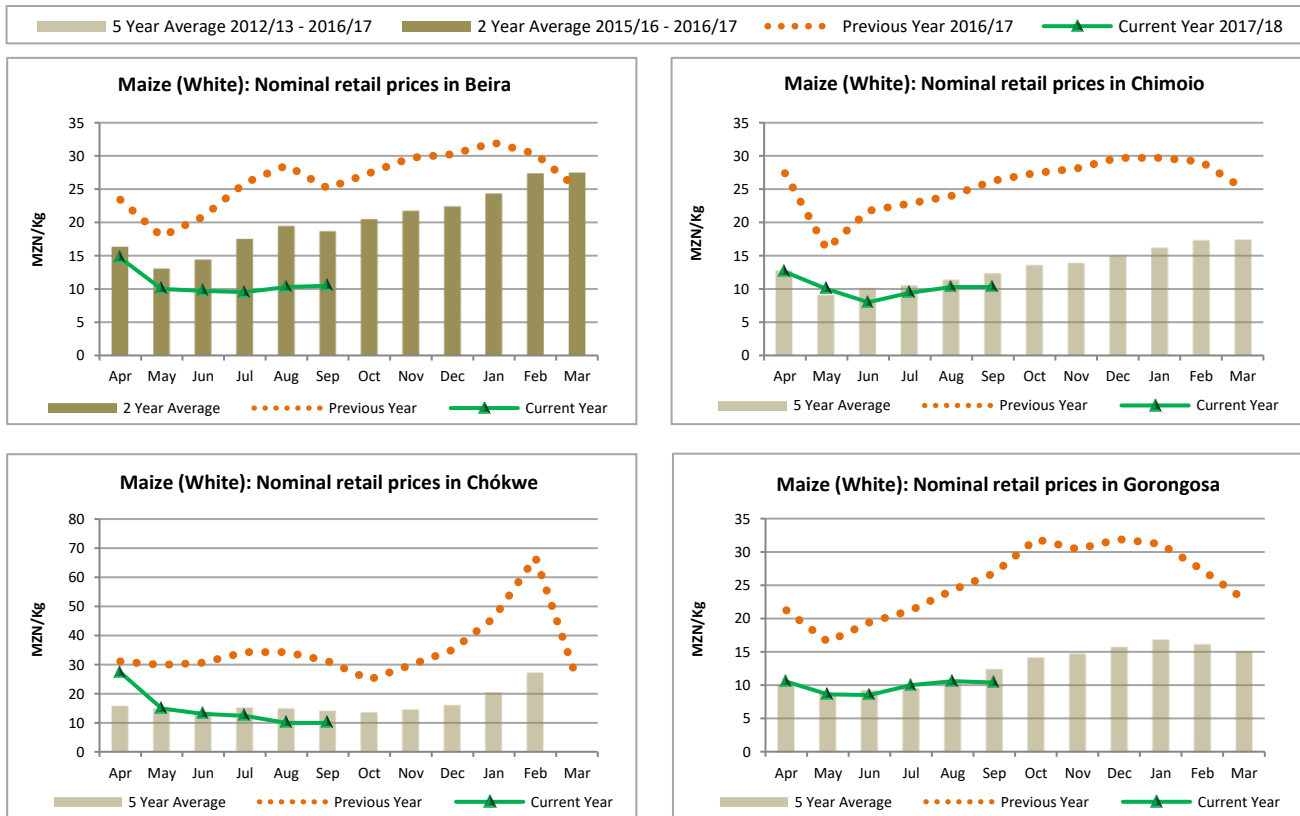 5 Year Average 2012/13 - 2016/17 2 Year Average 2015/16 - 2016/17 Previous Year 2016/17 Current Year 2017/18
Maize (White): Nominal retail prices in Beira
MZN/Kg
35
30
25
20
15
10
5
0
Apr May Jun Jul Aug Sep Oct Nov Dec Jan Feb Mar
2 Year Average Previous Year Current Year
Maize (White): Nominal retail prices in Chimoio
MZN/Kg
35
30
25
20
15
10
5
0
Apr May Jun Jul Aug Sep Oct Nov Dec Jan Feb Mar
5 Year Average Previous Year Current Year
Maize (White): Nominal retail prices in Chókwe
MZN/Kg
80
70
60
50
40
30
20
10
0
Apr May Jun Jul Aug Sep Oct Nov Dec Jan Feb Mar
5 Year Average Previous Year Current Year
Maize (White): Nominal retail prices in Gorongosa
MZN/Kg
35
30
25
20
15
10
5
0
Apr May Jun Jul Aug Sep Oct Nov Dec Jan Feb Mar
5 Year Average Previous Year Current Year